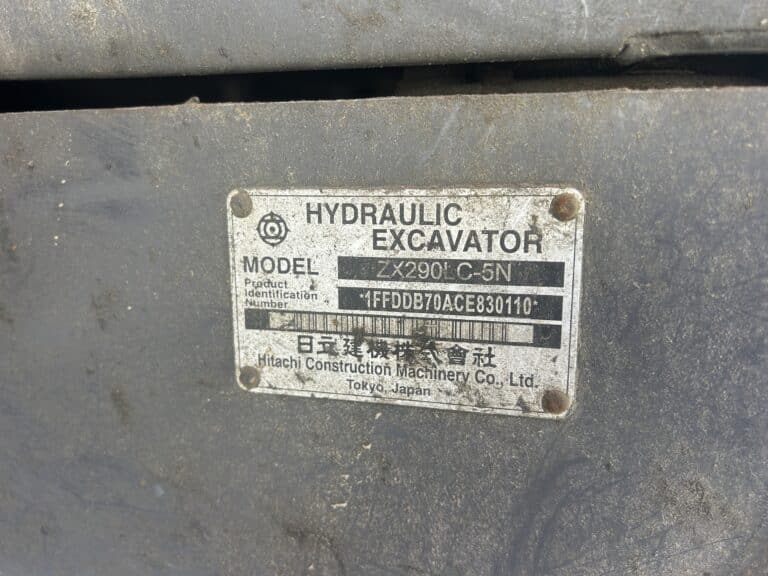 HYDRAULIC
EXCAVATOR
MODEL ZX290LC-5N
Product
Identification
Number *1FFDDB70ACE830110*
日立建機株式會社
Hitachi Construction Machinery Co., Ltd.
Tokyo, Japan